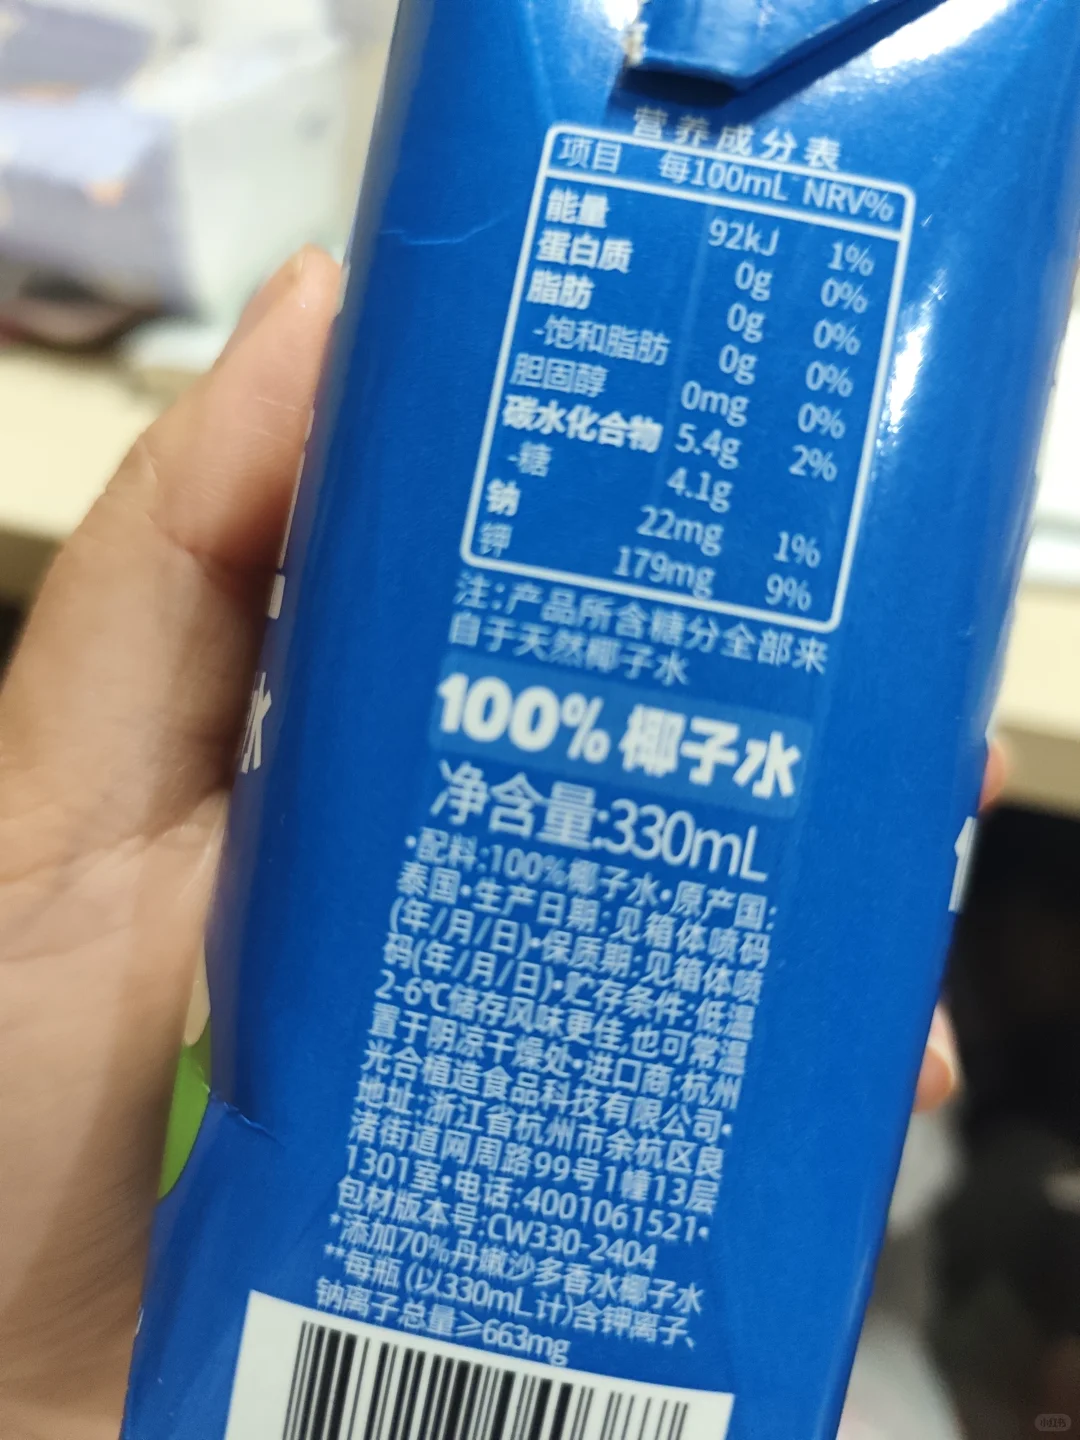 营养成分表
项目 每100mL NRV%
能量 92kJ 1%
蛋白质 0g 0%
脂肪 0g 0%
-饱和脂肪 0g 0%
胆固醇 0mg 0%
碳水化合物 5.4g 2%
-糖 4.1g
钠 22mg 1%
钾 179mg 9%
注:产品所含糖分全部来
自于天然椰子水
100%椰子水
净含量:330mL
•配料:100%椰子水•原产国:
泰国•生产日期:见箱体喷码
(年/月/日)•保质期:见箱体喷
码(年/月/日)•贮存条件:低温
2-6℃储存风味更佳,也可常温
置于阴凉干燥处•进口商:杭州
光合植造食品科技有限公司•
地址:浙江省杭州市余杭区良
渚街道网周路99号1幢13层
1301室•电话:4001061521•
包材版本号:CW330-2404
*添加70%丹嫩沙多香水椰子水
**每瓶(以330mL计)含钾离子、
钠离子总量≥663mg
水
小红书